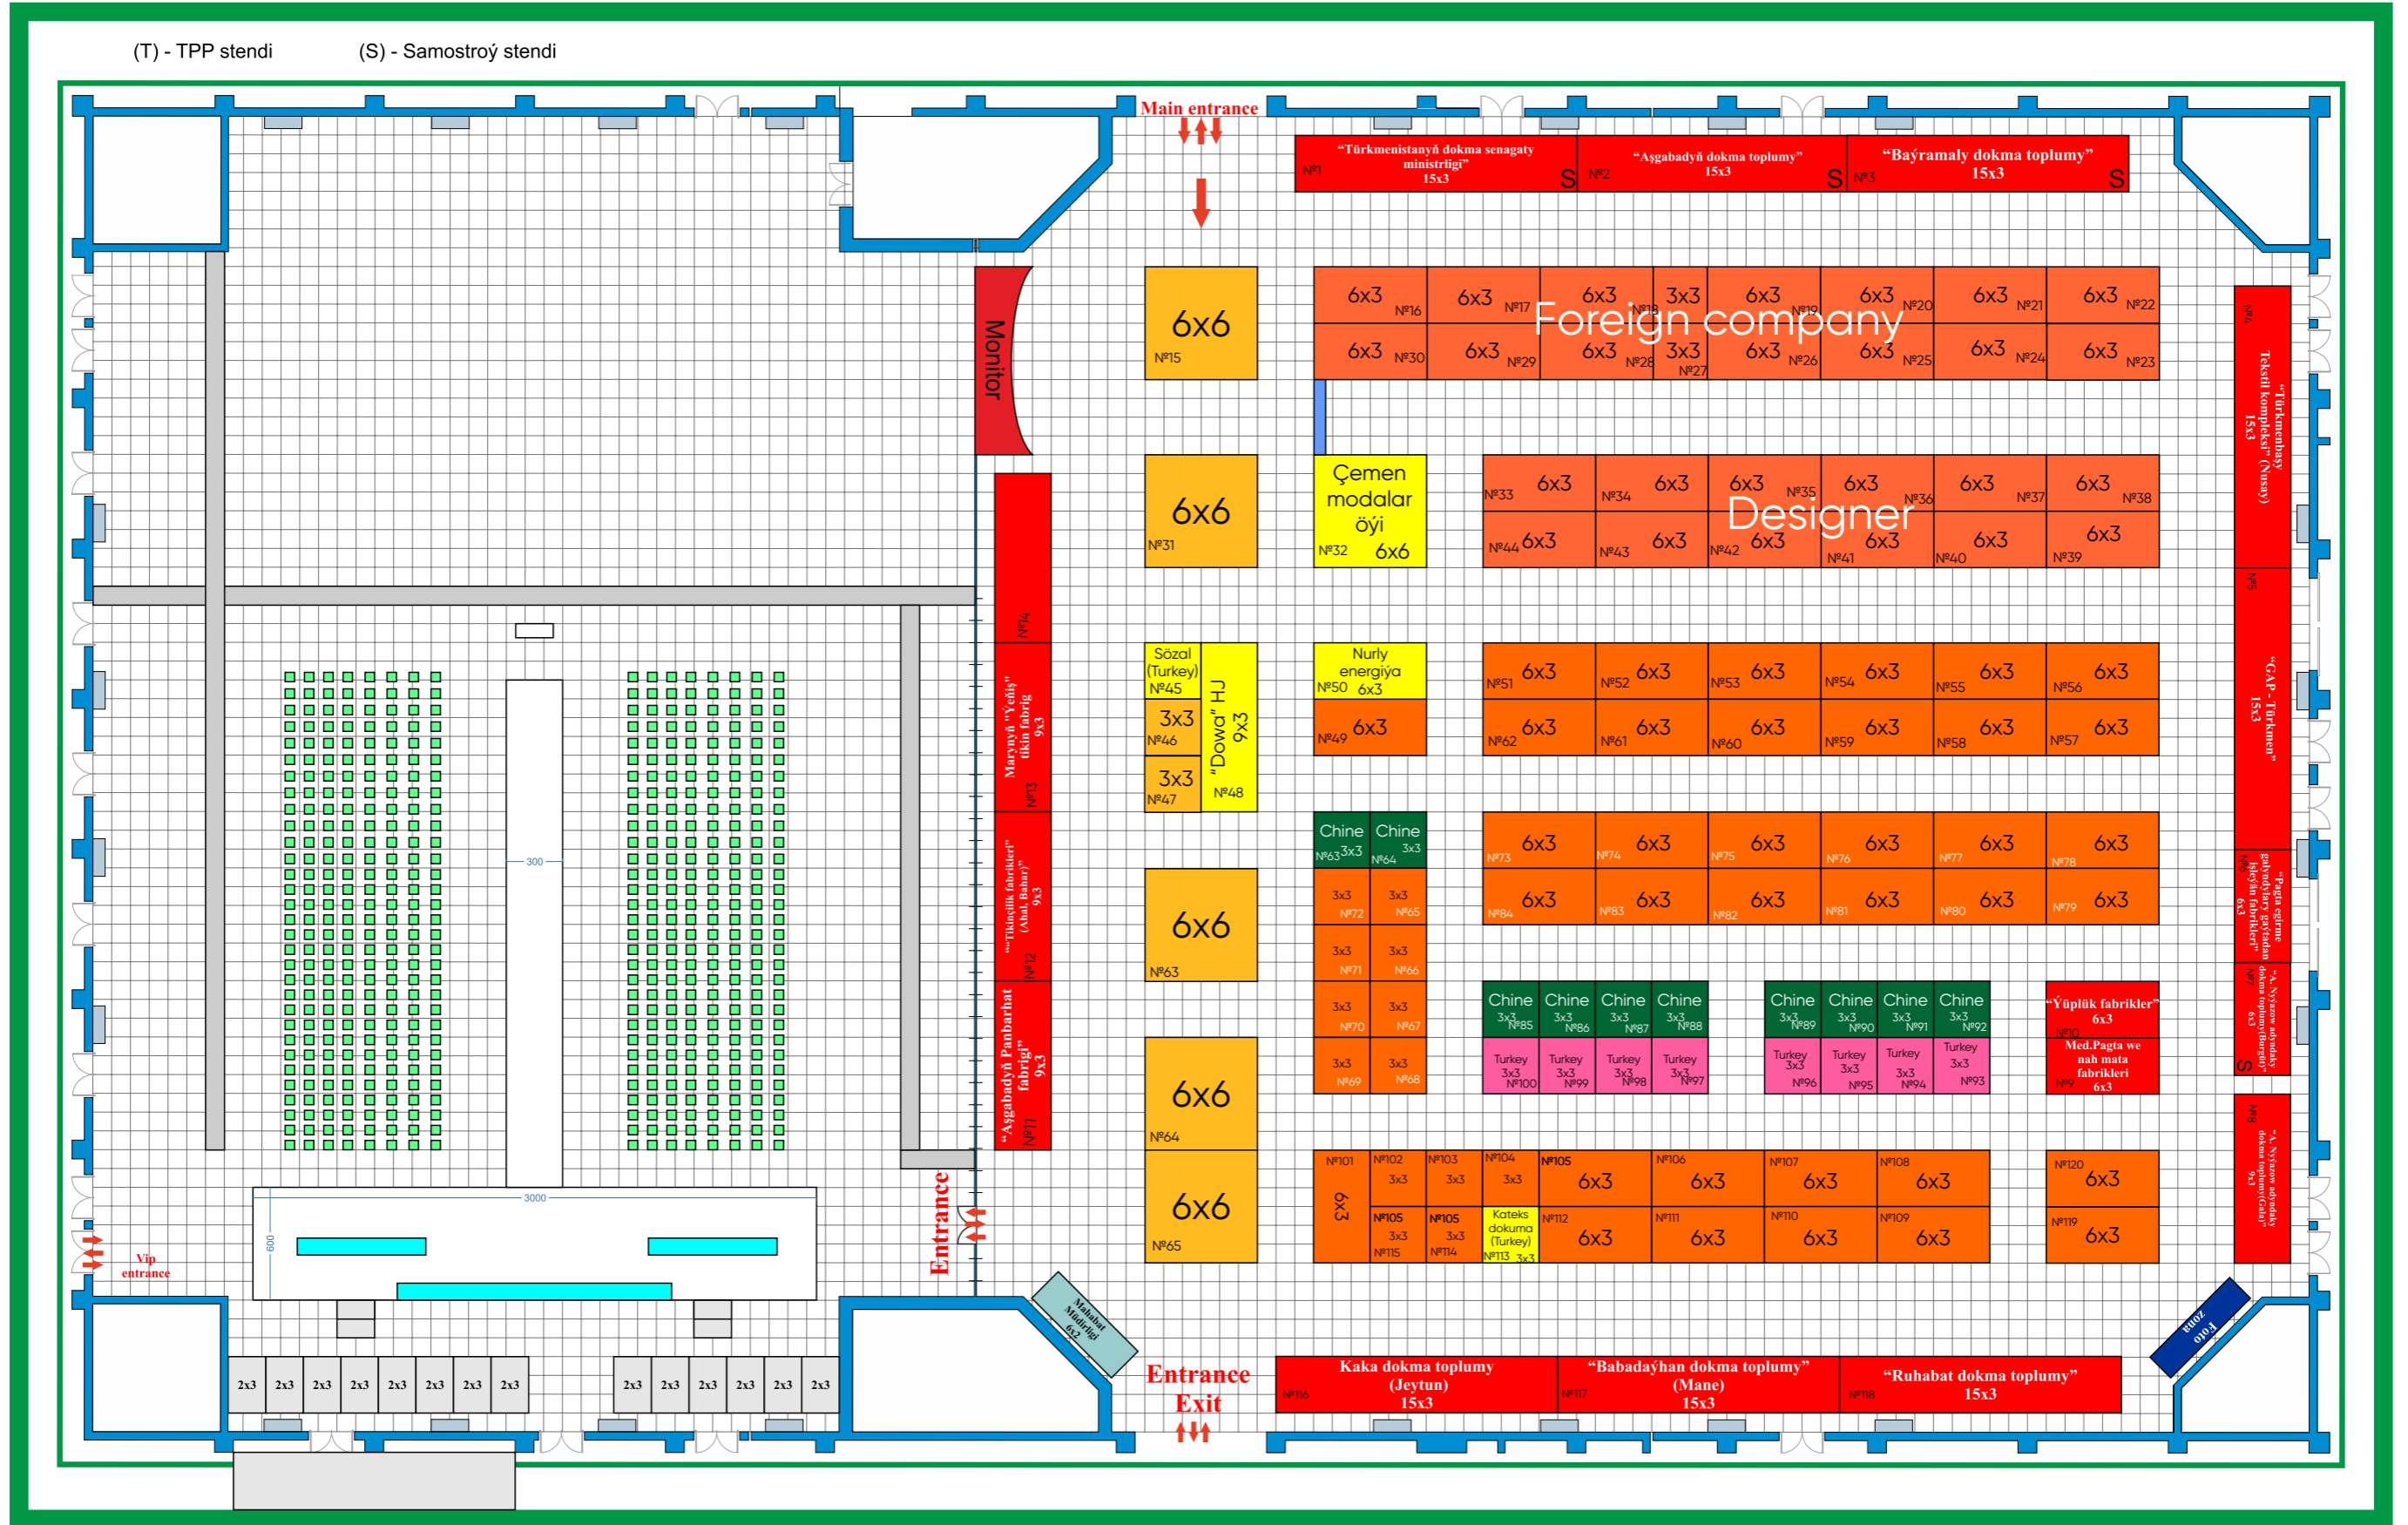 (T) - TPP stendi
(S) - Samostroý stendi
Main entrance
“Türkmenistanyň dokma senagaty
ministrligi”
15x3
№1
S
“Aşgabadyň dokma toplumy”
15x3
№2
S
“Baýramaly dokma toplumy”
15x3
№3
S
Monitor
6x6
№15
6x3 №16
6x3 №17
6x3 №18
3x3
6x3 №19
6x3 №20
6x3 №21
6x3 №22
Foreign company
6x3 №30
6x3 №29
6x3 №28
3x3 №27
6x3 №26
6x3 №25
6x3 №24
6x3 №23
№4
“Türkmenbaşy
Tekstil kompleksi” (Nusay)
15x3
6x6
№31
Çemen
modalar
öýi
№32 6x6
№33 6x3
№34 6x3
6x3 №35
6x3 №36
6x3 №37
6x3 №38
Designer
№44 6x3
№43 6x3
№42 6x3
№41 6x3
№40 6x3
№39 6x3
№5
“GAP - Türkmen”
15x3
№14
Marynyň "Ýeňiş"
tikin fabrig
9x3
№13
““Tikinçilik fabrikleri”
(Ahal, Bahar)”
9x3
№12
“Aşgabadyň Panbarhat
fabrigi”
9x3
№11
Sözal
(Turkey)
№45
3x3
№46
3x3
№47
“Dowa” HJ
9x3
№48
Nurly
energiýa
№50 6x3
№49 6x3
№51 6x3
№52 6x3
№53 6x3
№54 6x3
№55 6x3
№56 6x3
№62 6x3
№61 6x3
№60 6x3
№59 6x3
№58 6x3
№57 6x3
Chine
№63 3x3
Chine
3x3
№64
№73 6x3
№74 6x3
№75 6x3
№76 6x3
№77 6x3
№78 6x3
№84 6x3
№83 6x3
№82 6x3
№81 6x3
№80 6x3
№79 6x3
№6
“Pagta egirme
galyndylary gaýtadan
işleýän fabrikleri”
6x3
6x6
№63
3x3 №72
3x3 №65
3x3 №71
3x3 №66
3x3 №70
3x3 №67
3x3 №69
3x3 №68
Chine
3x3 №85
Chine
3x3 №86
Chine
3x3 №87
Chine
3x3 №88
Chine
3x3 №89
Chine
3x3 №90
Chine
3x3 №91
Chine
3x3 №92
Turkey
3x3 №100
Turkey
3x3 №99
Turkey
3x3 №98
Turkey
3x3 №97
Turkey
3x3 №96
Turkey
3x3 №95
Turkey
3x3 №94
Turkey
3x3 №93
“Ýüplük fabrikler”
6x3
№10
Med.Pagta we
nah mata
fabrikleri
6x3
№9
№7
“A. Nyýazow adyndaky
dokma toplumy(Burgüt)”
6x3
S
6x6
№64
6x6
№65
№101
6x3
№102
3x3
№103
3x3
№104
3x3
№105
6x3
№106
6x3
№107
6x3
№108
6x3
№105
3x3
№115
№105
3x3
№114
Kateks
dokuma
(Turkey)
№113 3x3
№112
6x3
№111
6x3
№110
6x3
№109
6x3
№120
6x3
№119
6x3
№8
“A. Nyýazow adyndaky
dokma toplumy(Gala)”
9x3
300
3000
600
Vip
entrance
Entrance
Mahabat
Müdirligi
6x2
Foto
zona
Entrance
Exit
2x3 2x3 2x3 2x3 2x3 2x3 2x3 2x3
2x3 2x3 2x3 2x3 2x3 2x3
Kaka dokma toplumy
(Jeytun)
15x3
№116
“Babadaýhan dokma toplumy”
(Mane)
15x3
№117
“Ruhabat dokma toplumy”
15x3
№118